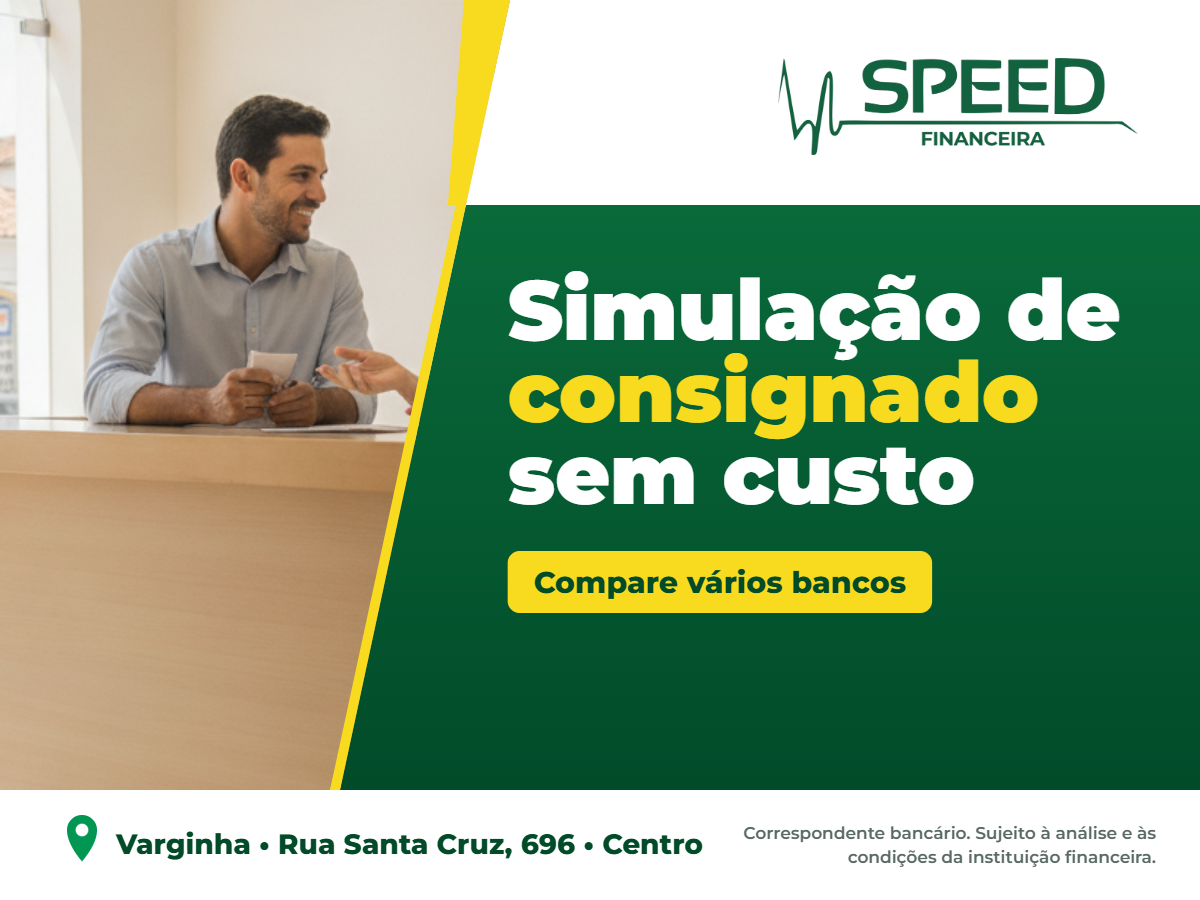 SPEED
FINANCEIRA
Simulação de
consignado
sem custo
Compare vários bancos
Varginha • Rua Santa Cruz, 696 • Centro
Correspondente bancário. Sujeito à análise e às
condições da instituição financeira.